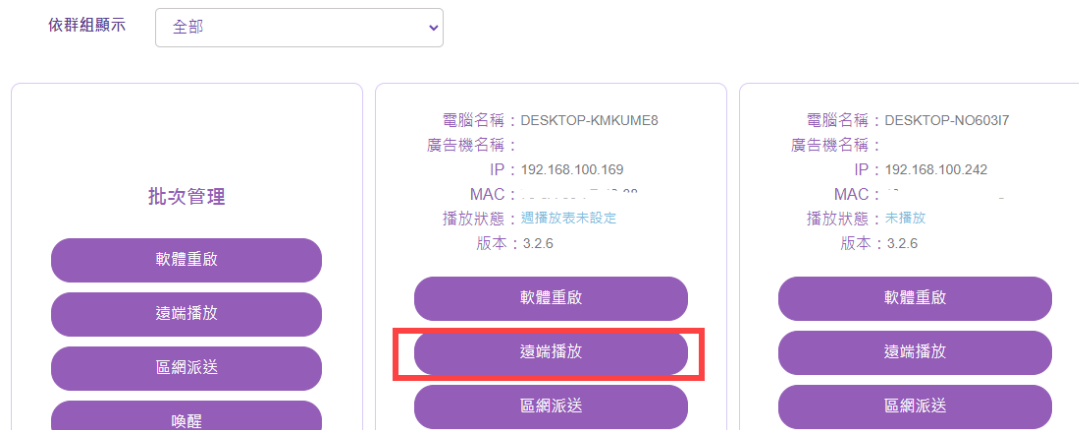 依群組顯示 全部
批次管理
軟體重啟
遠端播放
區網派送
喚醒
電腦名稱：DESKTOP-KMKUME8
廣告機名稱：
IP：192.168.100.169
MAC：
播放狀態：週播放表未設定
版本：3.2.6
軟體重啟
遠端播放
區網派送
電腦名稱：DESKTOP-NO603I7
廣告機名稱：
IP：192.168.100.242
MAC：
播放狀態：未播放
版本：3.2.6
軟體重啟
遠端播放
區網派送